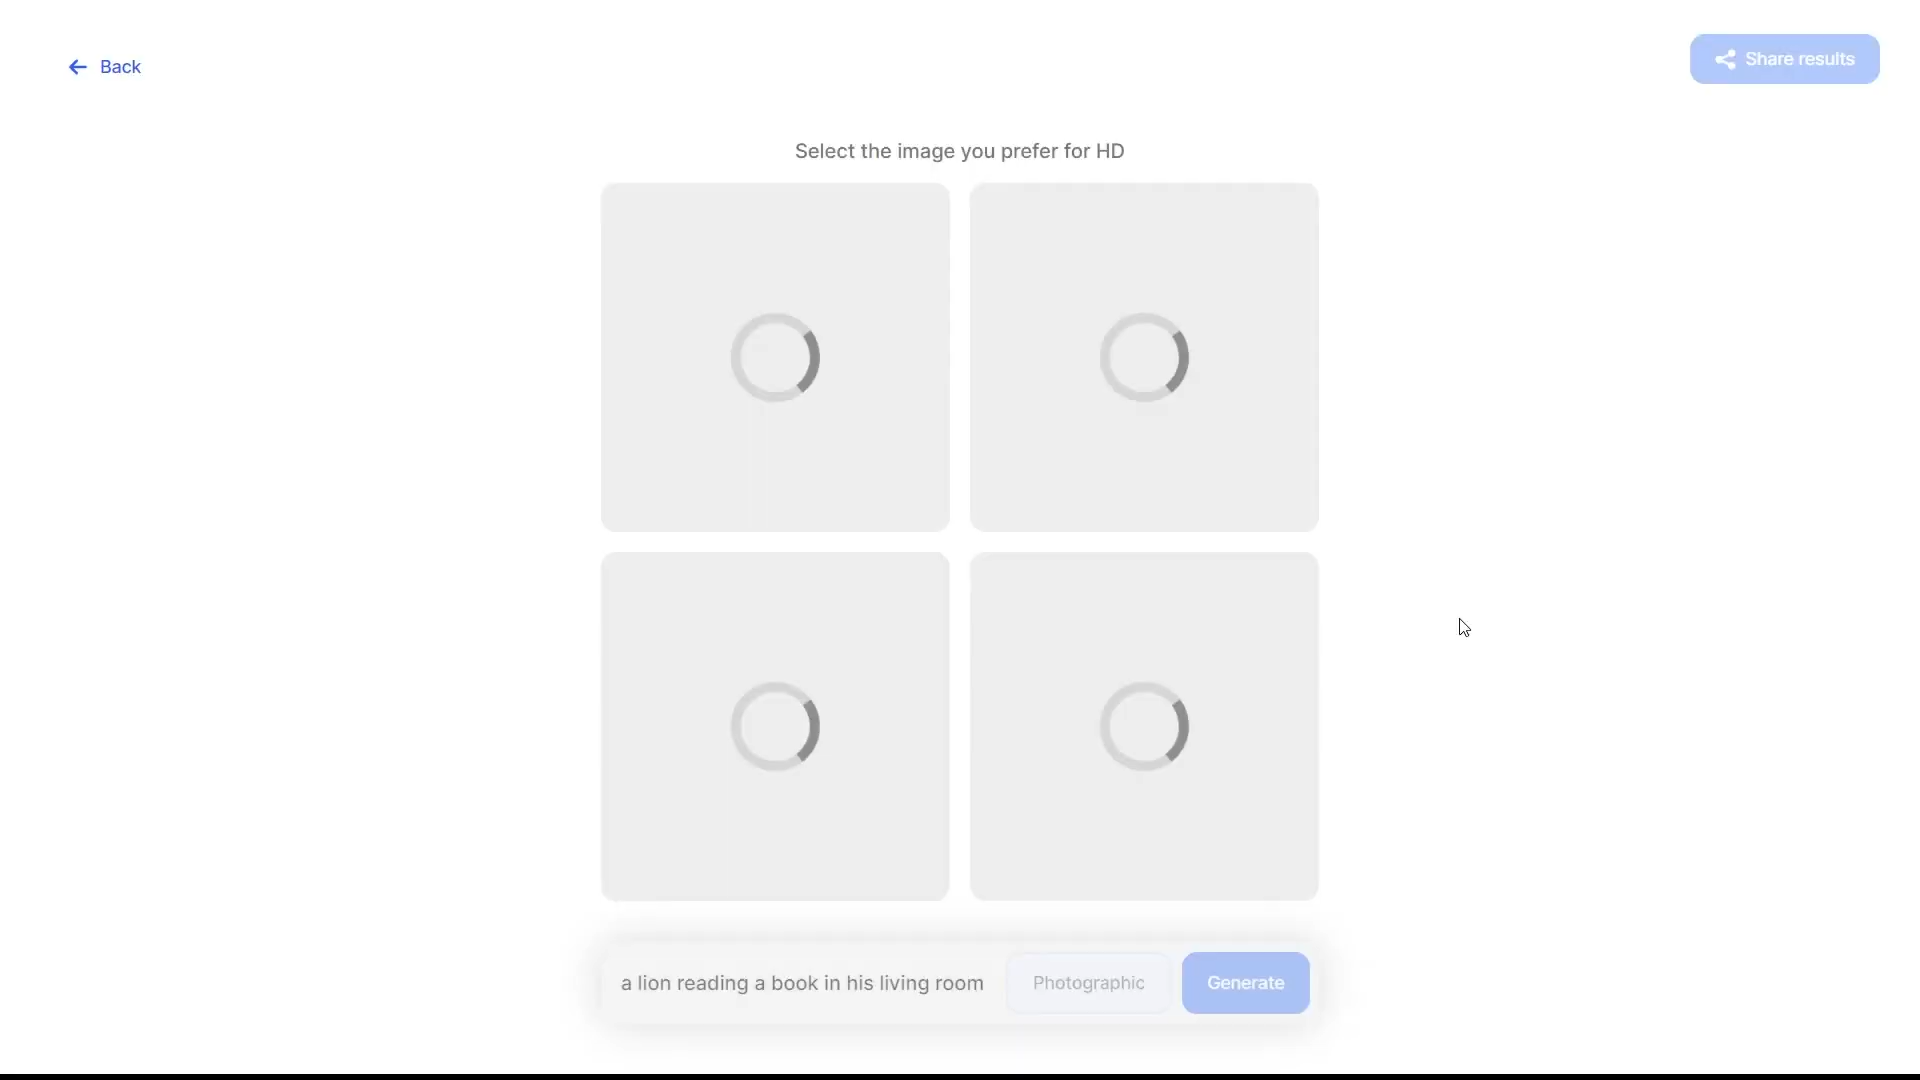 Back
Share results
Select the image you prefer for HD
a lion reading a book in his living room
Photographic
Generate